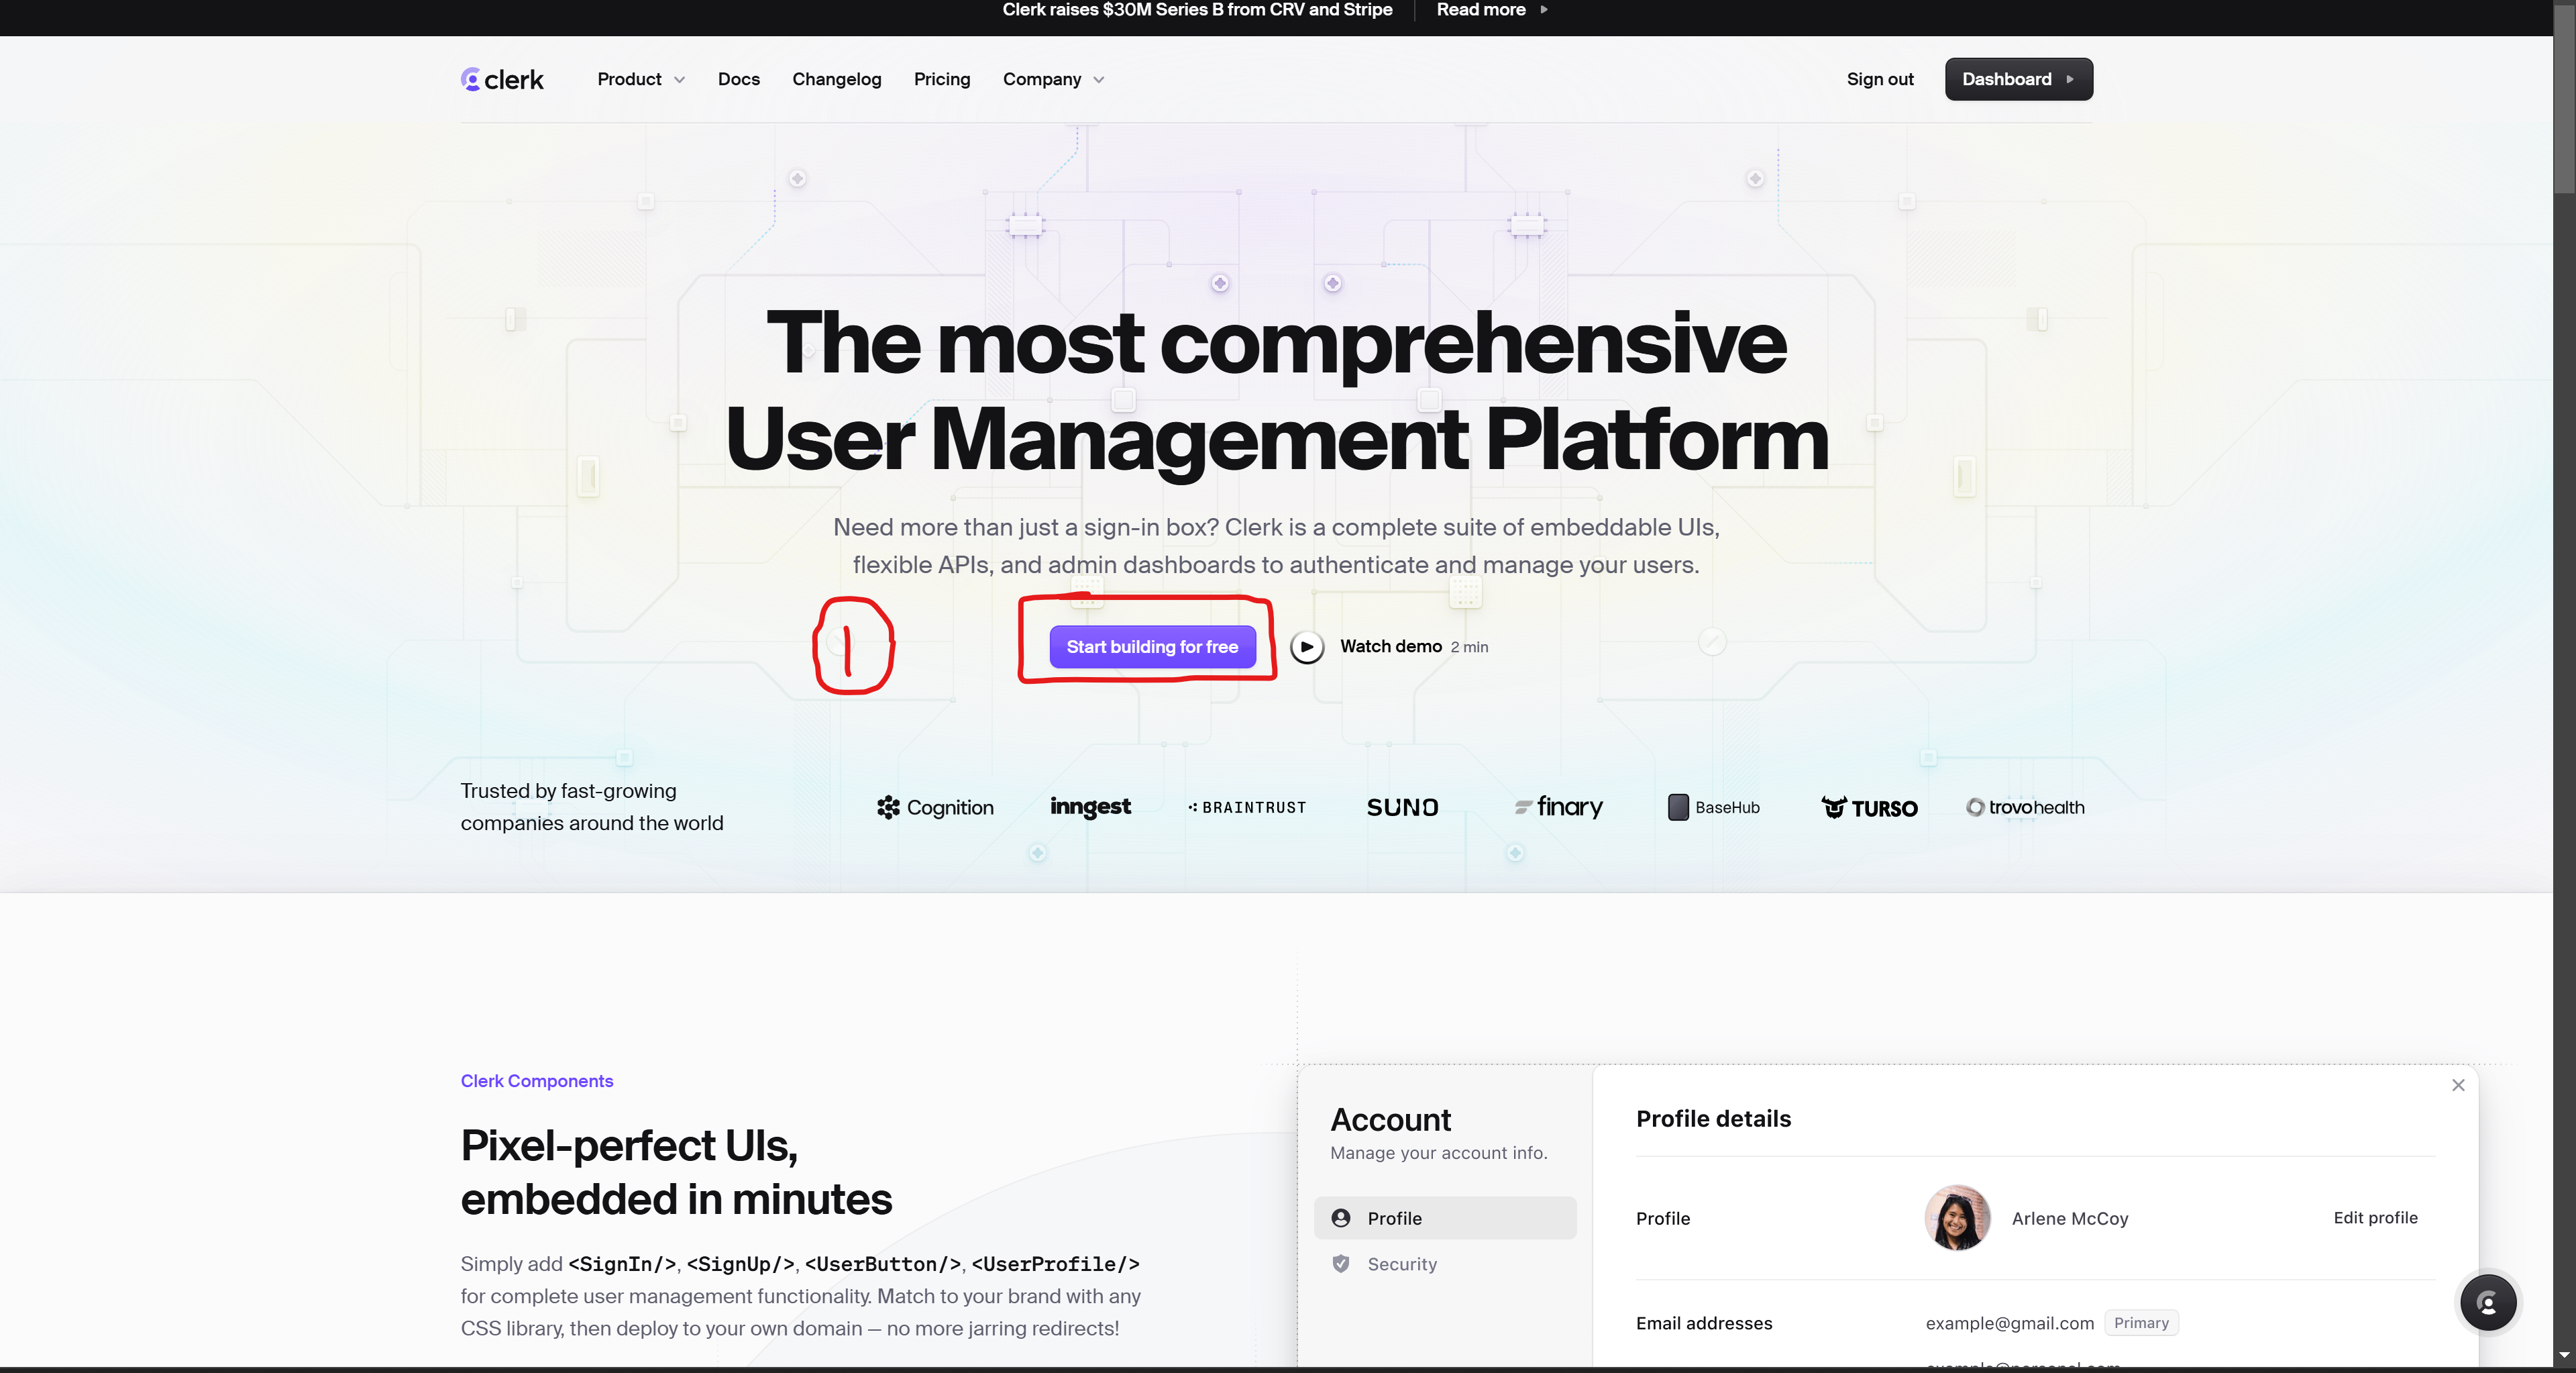 Clerk raises $30M Series B from CRV and Stripe
Read more
clerk
Product
Docs
Changelog
Pricing
Company
Sign out
Dashboard
The most comprehensive
User Management Platform
Need more than just a sign-in box? Clerk is a complete suite of embeddable UIs,
flexible APIs, and admin dashboards to authenticate and manage your users.
1
Start building for free
Watch demo 2 min
Trusted by fast-growing
companies around the world
Cognition
inngest
BRAINTRUST
SUNO
finary
BaseHub
TURSO
trovohealth
Clerk Components
Pixel-perfect UIs,
embedded in minutes
Simply add <SignIn/>, <SignUp/>, <UserButton/>, <UserProfile/>
for complete user management functionality. Match to your brand with any
CSS library, then deploy to your own domain — no more jarring redirects!
Account
Manage your account info.
Profile
Security
Profile details
Profile
Arlene McCoy
Edit profile
Email addresses
example@gmail.com
Primary